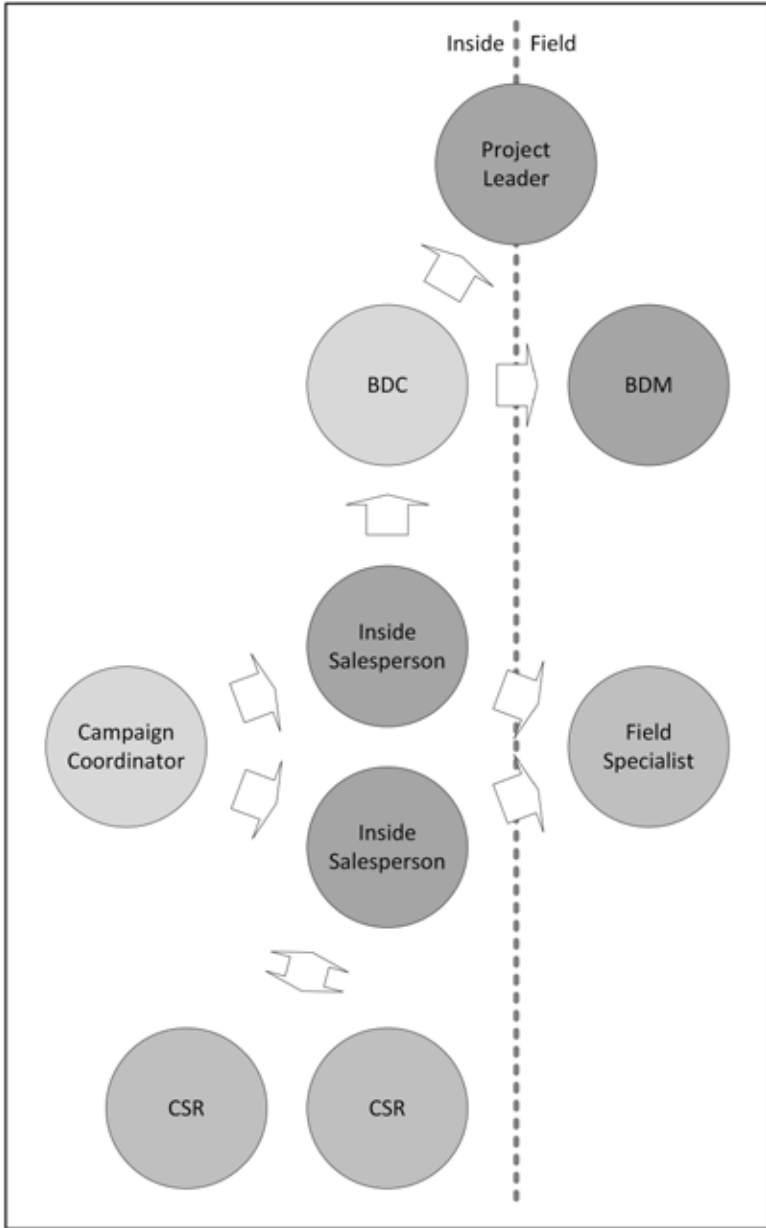 Inside Field
Project
Leader
BDC
BDM
Inside
Salesperson
Campaign
Coordinator
Field
Specialist
Inside
Salesperson
CSR
CSR